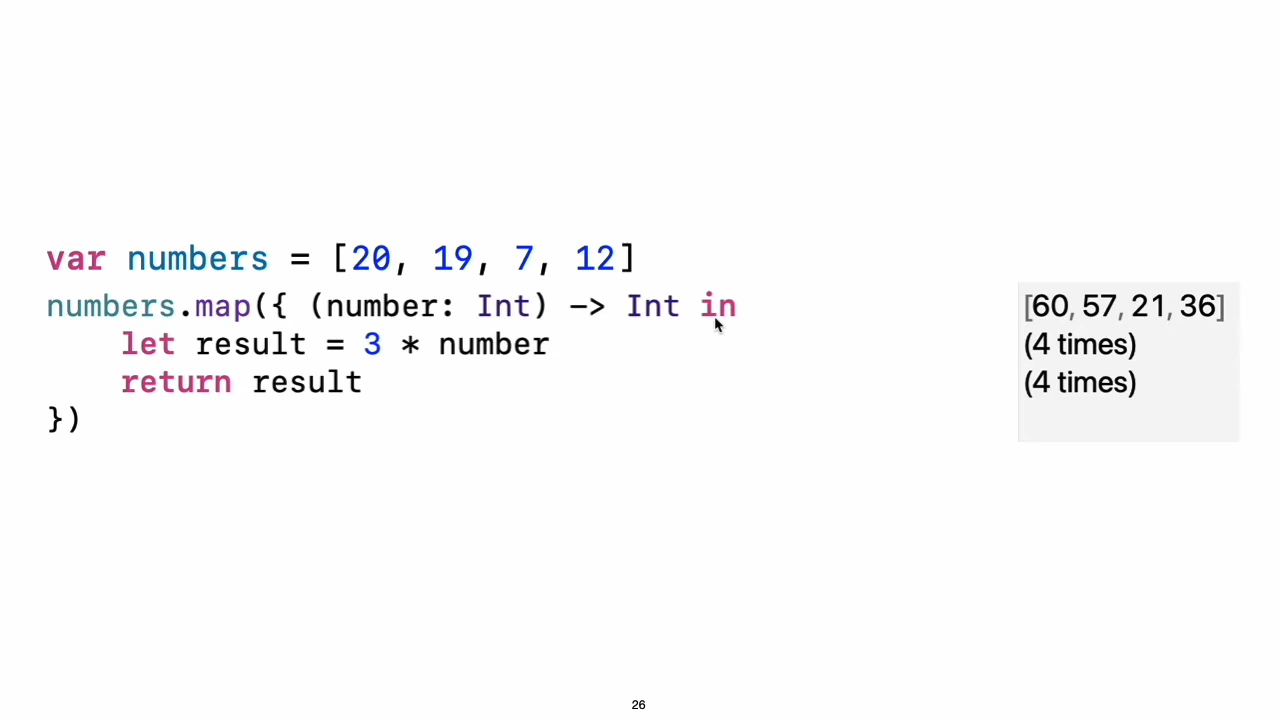 var numbers = [20, 19, 7, 12]
numbers.map({ (number: Int) -> Int in
    let result = 3 * number
    return result
})
[60, 57, 21, 36]
(4 times)
(4 times)
26